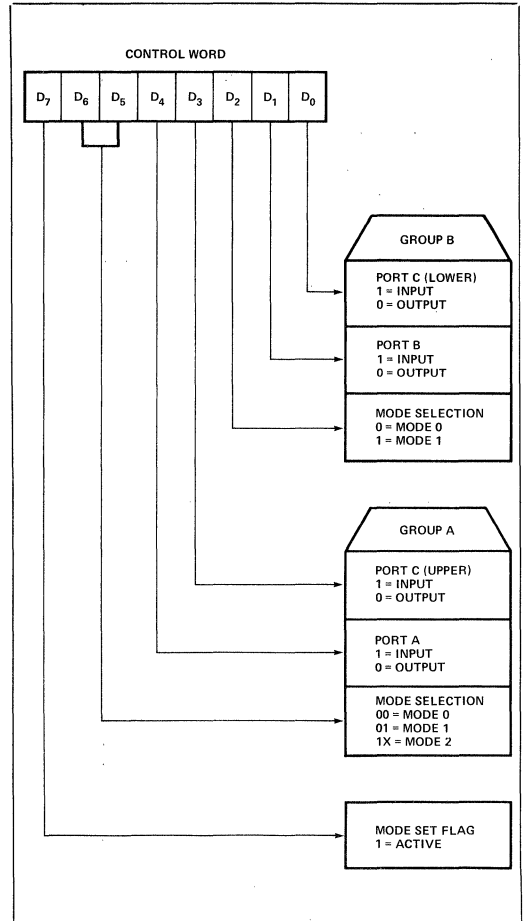 CONTROL WORD
D7 D6 D5 D4 D3 D2 D1 D0
GROUP B
PORT C (LOWER)
1 = INPUT
0 = OUTPUT
PORT B
1 = INPUT
0 = OUTPUT
MODE SELECTION
0 = MODE 0
1 = MODE 1
GROUP A
PORT C (UPPER)
1 = INPUT
0 = OUTPUT
PORT A
1 = INPUT
0 = OUTPUT
MODE SELECTION
00 = MODE 0
01 = MODE 1
1X = MODE 2
MODE SET FLAG
1 = ACTIVE